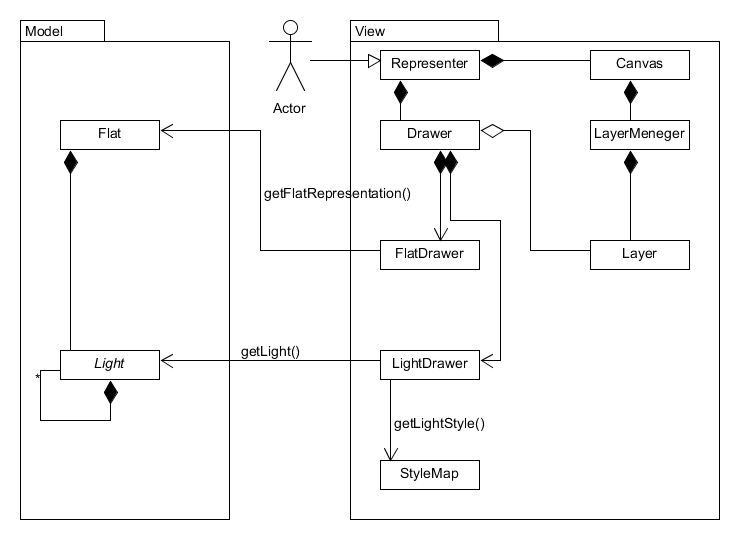 Model
View
Representer
Canvas
Actor
Flat
Drawer
LayerMeneger
getFlatRepresentation()
FlatDrawer
Layer
getLight()
Light
LightDrawer
*
getLightStyle()
StyleMap